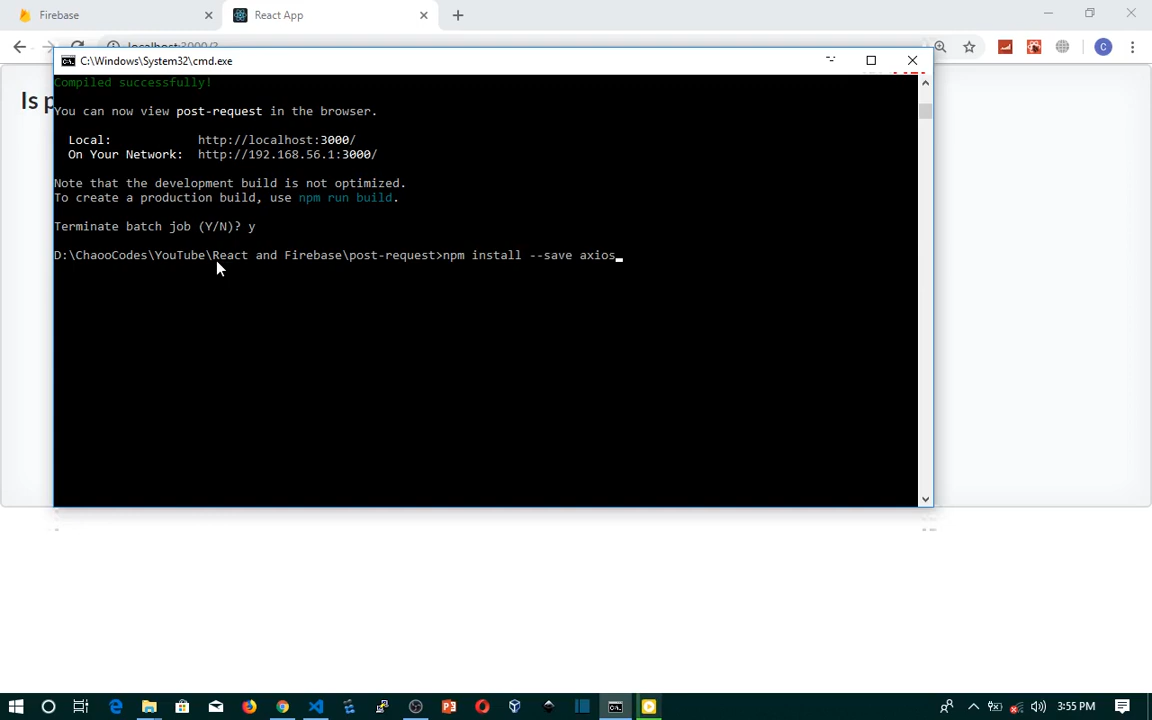 Firebase
React App
localhost:3000/?
C:\Windows\System32\cmd.exe
Is p
Compiled successfully!
You can now view post-request in the browser.
Local: http://localhost:3000/
On Your Network: http://192.168.56.1:3000/
Note that the development build is not optimized.
To create a production build, use npm run build.
Terminate batch job (Y/N)? y
D:\ChaooCodes\YouTube\React and Firebase\post-request>npm install --save axios
C
3:55 PM